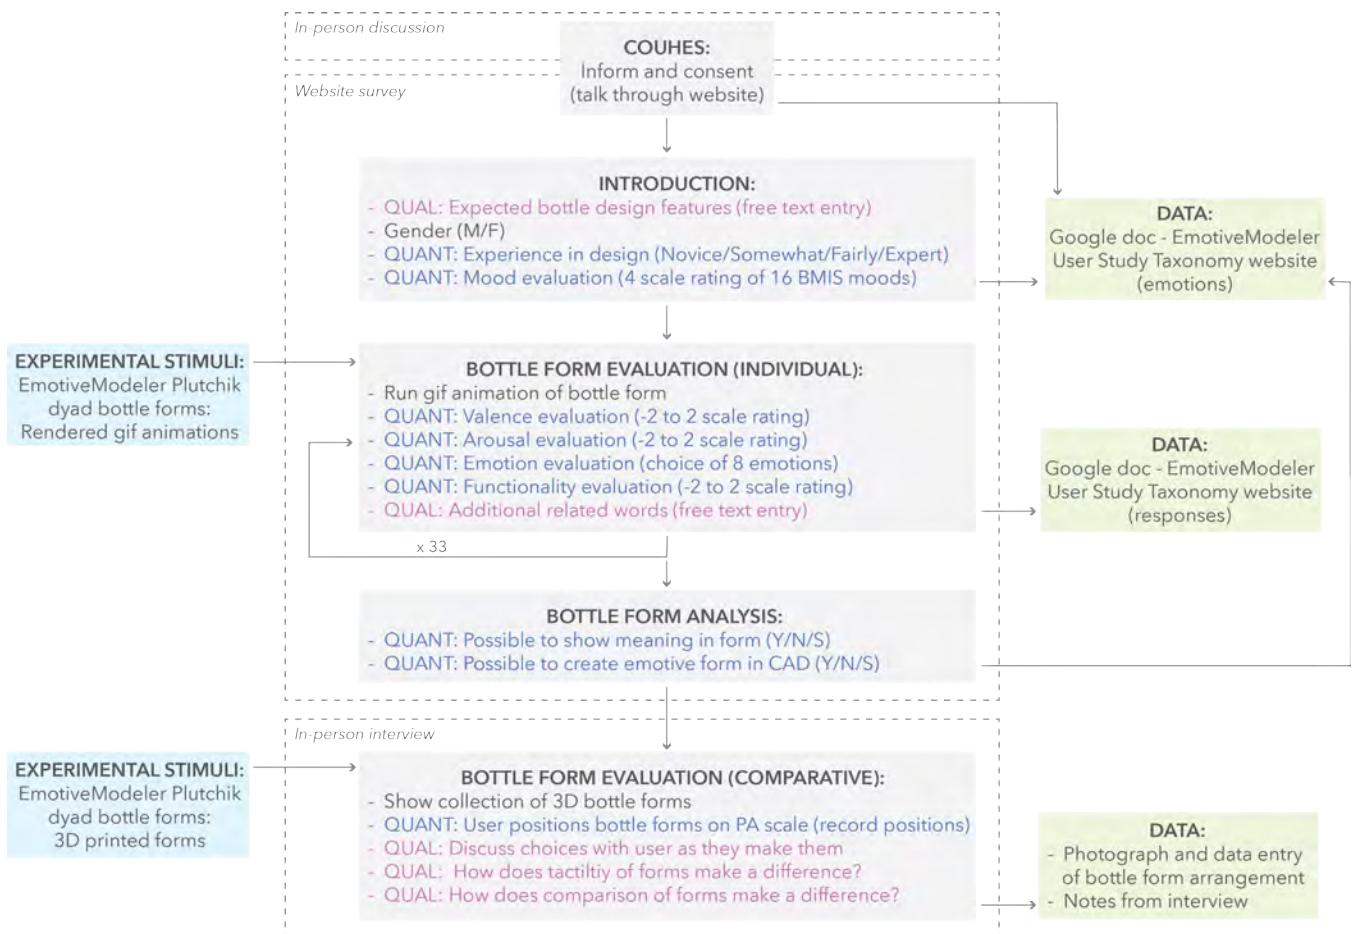 In-person discussion
COUHES:
Inform and consent
(talk through website)
Website survey
INTRODUCTION:
- QUAL: Expected bottle design features (free text entry)
- Gender (M/F)
- QUANT: Experience in design (Novice/Somewhat/Fairly/Expert)
- QUANT: Mood evaluation (4 scale rating of 16 BMIS moods)
DATA:
Google doc - EmotiveModeler
User Study Taxonomy website
(emotions)
EXPERIMENTAL STIMULI:
EmotiveModeler Plutchik
dyad bottle forms:
Rendered gif animations
BOTTLE FORM EVALUATION (INDIVIDUAL):
- Run gif animation of bottle form
- QUANT: Valence evaluation (-2 to 2 scale rating)
- QUANT: Arousal evaluation (-2 to 2 scale rating)
- QUANT: Emotion evaluation (choice of 8 emotions)
- QUANT: Functionality evaluation (-2 to 2 scale rating)
- QUAL: Additional related words (free text entry)
x 33
DATA:
Google doc - EmotiveModeler
User Study Taxonomy website
(responses)
BOTTLE FORM ANALYSIS:
- QUANT: Possible to show meaning in form (Y/N/S)
- QUANT: Possible to create emotive form in CAD (Y/N/S)
In-person interview
EXPERIMENTAL STIMULI:
EmotiveModeler Plutchik
dyad bottle forms:
3D printed forms
BOTTLE FORM EVALUATION (COMPARATIVE):
- Show collection of 3D bottle forms
- QUANT: User positions bottle forms on PA scale (record positions)
- QUAL: Discuss choices with user as they make them
- QUAL: How does tactiltiy of forms make a difference?
- QUAL: How does comparison of forms make a difference?
DATA:
- Photograph and data entry
of bottle form arrangement
- Notes from interview